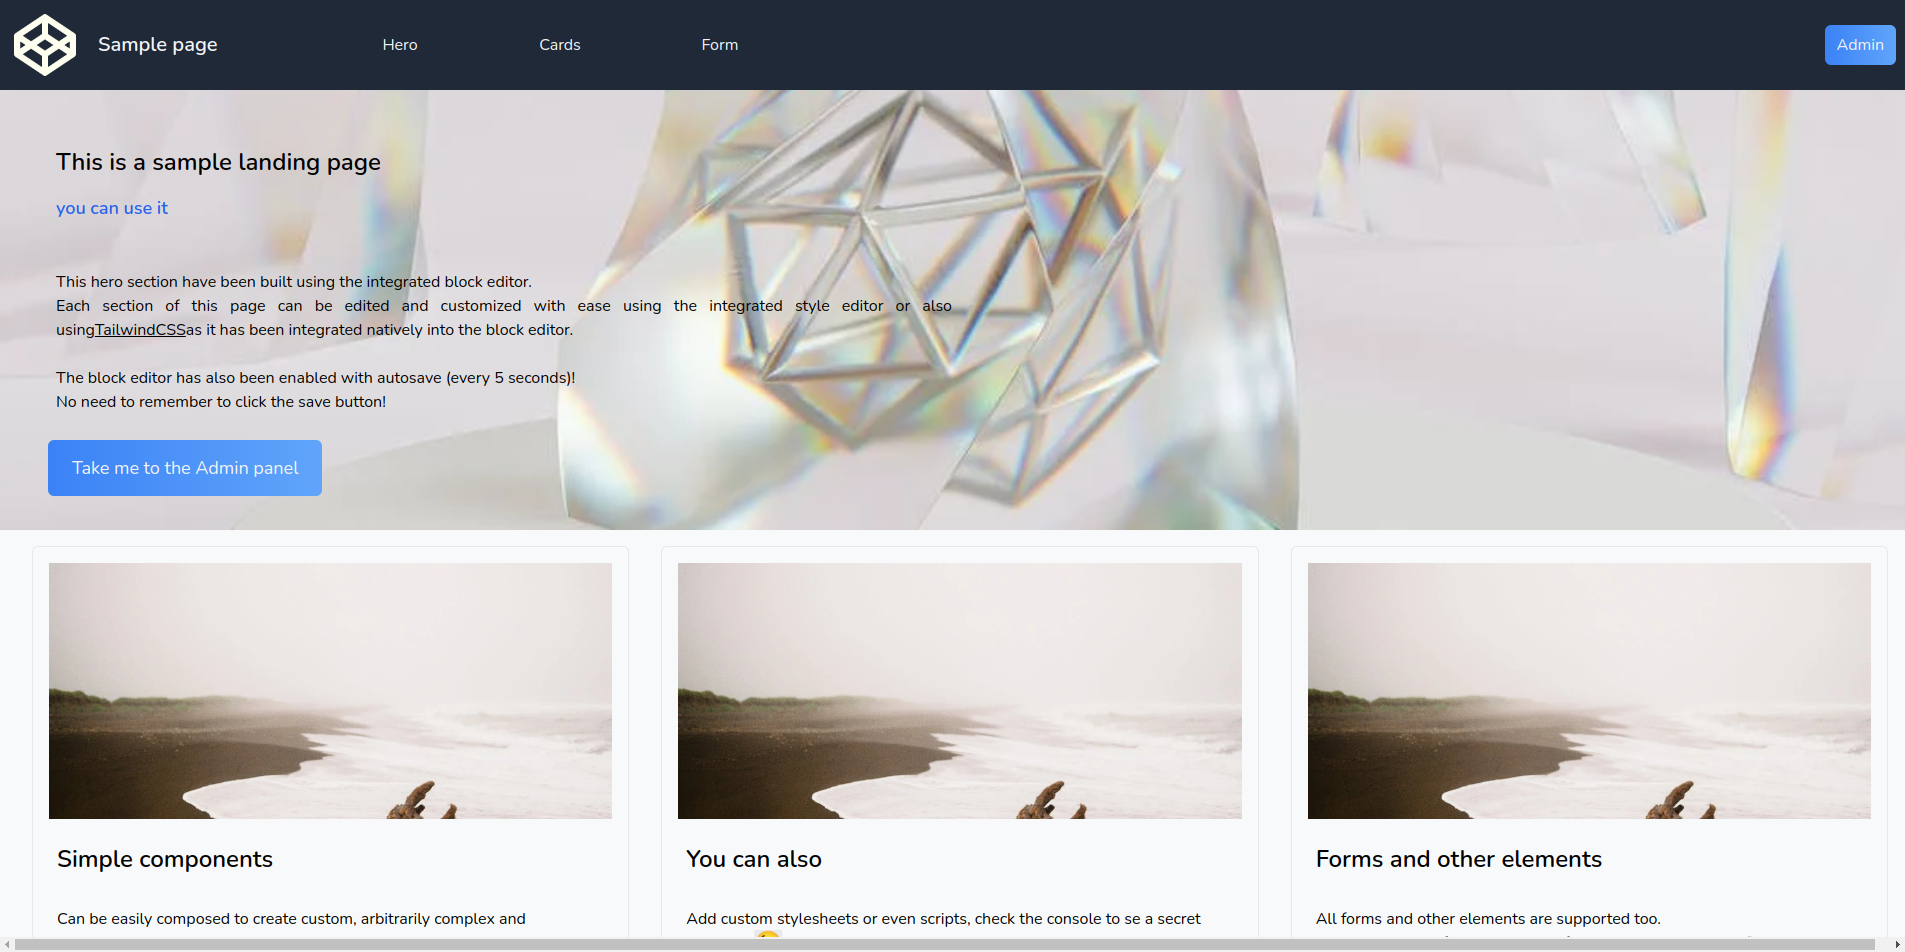 Sample page
Hero
Cards
Form
Admin
This is a sample landing page
you can use it
This hero section have been built using the integrated block editor.
Each section of this page can be edited and customized with ease using the integrated style editor or also
usingTailwindCSSas it has been integrated natively into the block editor.
The block editor has also been enabled with autosave (every 5 seconds)!
No need to remember to click the save button!
Take me to the Admin panel
Simple components
Can be easily composed to create custom, arbitrarily complex and
You can also
Add custom stylesheets or even scripts, check the console to se a secret
Forms and other elements
All forms and other elements are supported too.